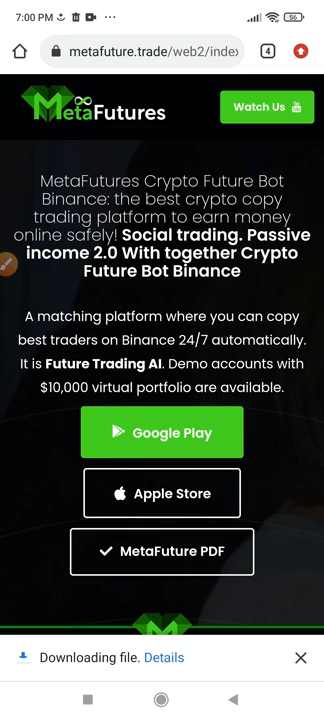 7:00 PM
56
metafuture.trade/web2/index
4
MetaFutures
Watch Us
MetaFutures Crypto Future Bot
Binance: the best crypto copy
trading platform to earn money
online safely! Social trading. Passive
income 2.0 With together Crypto
Future Bot Binance
A matching platform where you can copy
best traders on Binance 24/7 automatically.
It is Future Trading AI. Demo accounts with
$10,000 virtual portfolio are available.
Google Play
Apple Store
MetaFuture PDF
Downloading file. Details